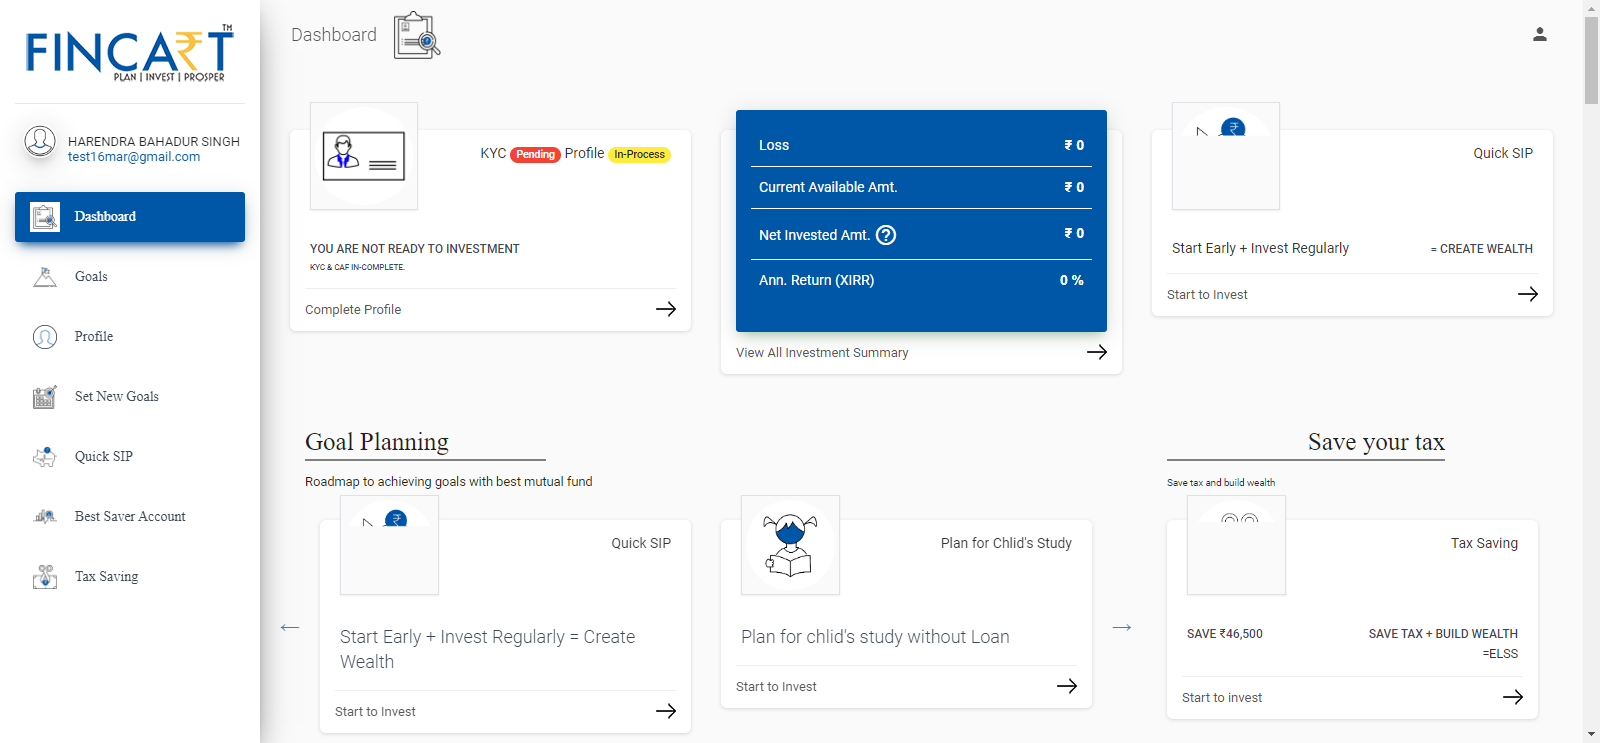 FINCART™
PLAN | INVEST | PROSPER
HARENDRA BAHADUR SINGH
test16mar@gmail.com
Dashboard
Goals
Profile
Set New Goals
Quick SIP
Best Saver Account
Tax Saving
Dashboard
KYC Pending Profile In-Process
YOU ARE NOT READY TO INVESTMENT
KYC & CAF IN-COMPLETE.
Complete Profile
Loss ₹ 0
Current Available Amt. ₹ 0
Net Invested Amt. ? ₹ 0
Ann. Return (XIRR) 0 %
View All Investment Summary
Quick SIP
Start Early + Invest Regularly = CREATE WEALTH
Start to Invest
Goal Planning
Roadmap to achieving goals with best mutual fund
Quick SIP
Start Early + Invest Regularly = Create
Wealth
Start to Invest
Plan for Chlid's Study
Plan for chlid's study without Loan
Start to Invest
Save your tax
Save tax and build wealth
Tax Saving
SAVE ₹46,500 SAVE TAX + BUILD WEALTH
=ELSS
Start to invest